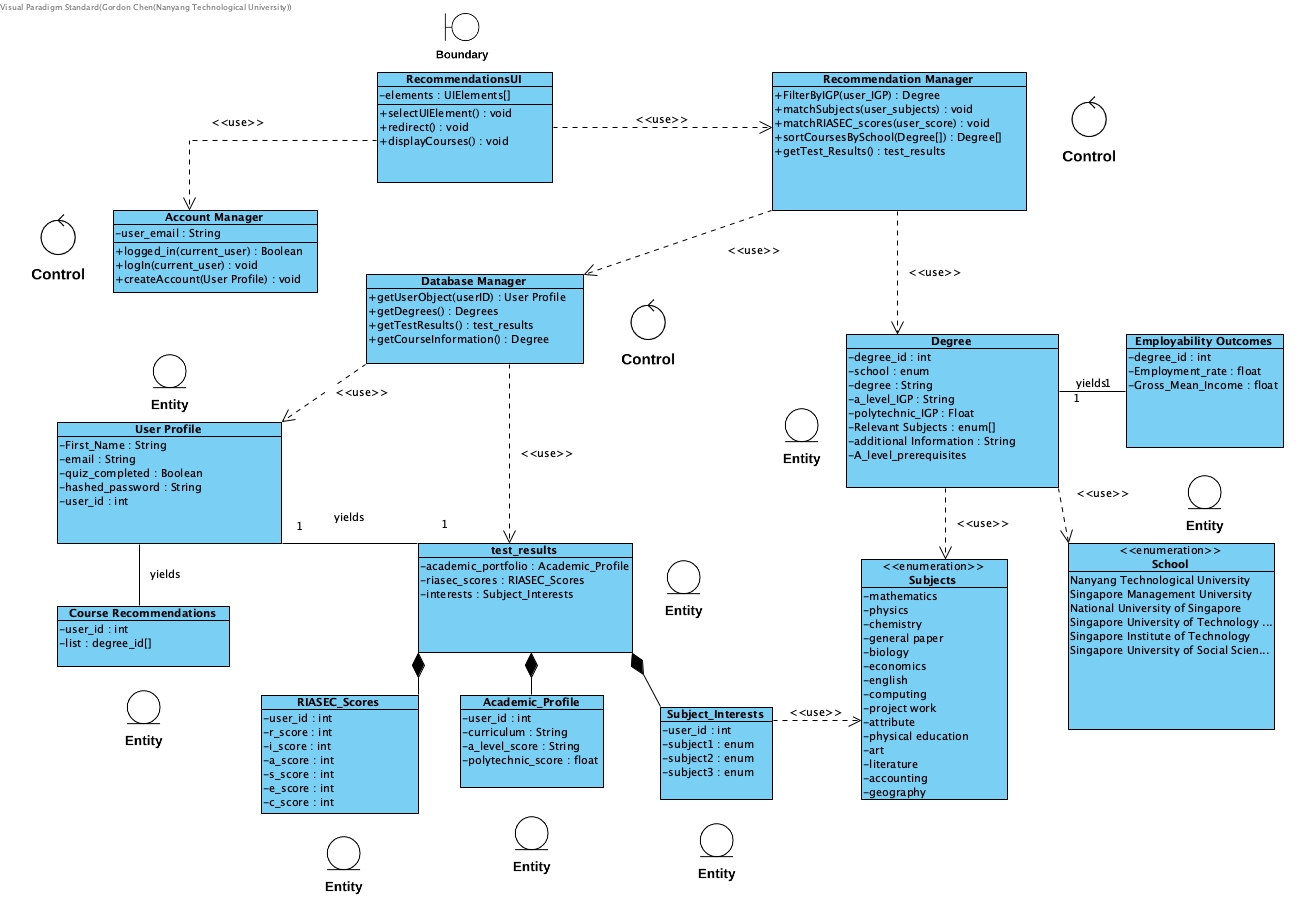 Visual Paradigm Standard(Gordon Chen(Nanyang Technological University))
Boundary
RecommendationsUI
-elements : UIElements[]
+selectUIElement() : void
+redirect() : void
+displayCourses() : void
<<use>>
<<use>>
Recommendation Manager
+FilterByIGP(user_IGP) : Degree
+matchSubjects(user_subjects) : void
+matchRIASEC_scores(user_score) : void
+sortCoursesBySchool(Degree[]) : Degree[]
+getTest_Results() : test_results
Control
Control
Account Manager
-user_email : String
+logged_in(current_user) : Boolean
+logIn(current_user) : void
+createAccount(User Profile) : void
<<use>>
<<use>>
Database Manager
+getUserObject(userID) : User Profile
+getDegrees() : Degrees
+getTestResults() : test_results
+getCourseInformation() : Degree
Control
Entity
<<use>>
<<use>>
User Profile
-First_Name : String
-email : String
-quiz_completed : Boolean
-hashed_password : String
-user_id : int
Degree
-degree_id : int
-school : enum
-degree : String
-a_level_IGP : String
-polytechnic_IGP : Float
-Relevant Subjects : enum[]
-additional Information : String
-A_level_prerequisites
Entity
yields
1
1
Employability Outcomes
-degree_id : int
-Employment_rate : float
-Gross_Mean_Income : float
Entity
<<use>>
<<use>>
1
yields
1
yields
Course Recommendations
-user_id : int
-list : degree_id[]
Entity
test_results
-academic_portfolio : Academic_Profile
-riasec_scores : RIASEC_Scores
-interests : Subject_Interests
Entity
<<enumeration>>
Subjects
-mathematics
-physics
-chemistry
-general paper
-biology
-economics
-english
-computing
-project work
-attribute
-physical education
-art
-literature
-accounting
-geography
<<enumeration>>
School
Nanyang Technological University
Singapore Management University
National University of Singapore
Singapore University of Technology ...
Singapore Institute of Technology
Singapore University of Social Scien...
RIASEC_Scores
-user_id : int
-r_score : int
-i_score : int
-a_score : int
-s_score : int
-e_score : int
-c_score : int
Entity
Academic_Profile
-user_id : int
-curriculum : String
-a_level_score : String
-polytechnic_score : float
Entity
Subject_Interests
-user_id : int
-subject1 : enum
-subject2 : enum
-subject3 : enum
<<use>>
Entity